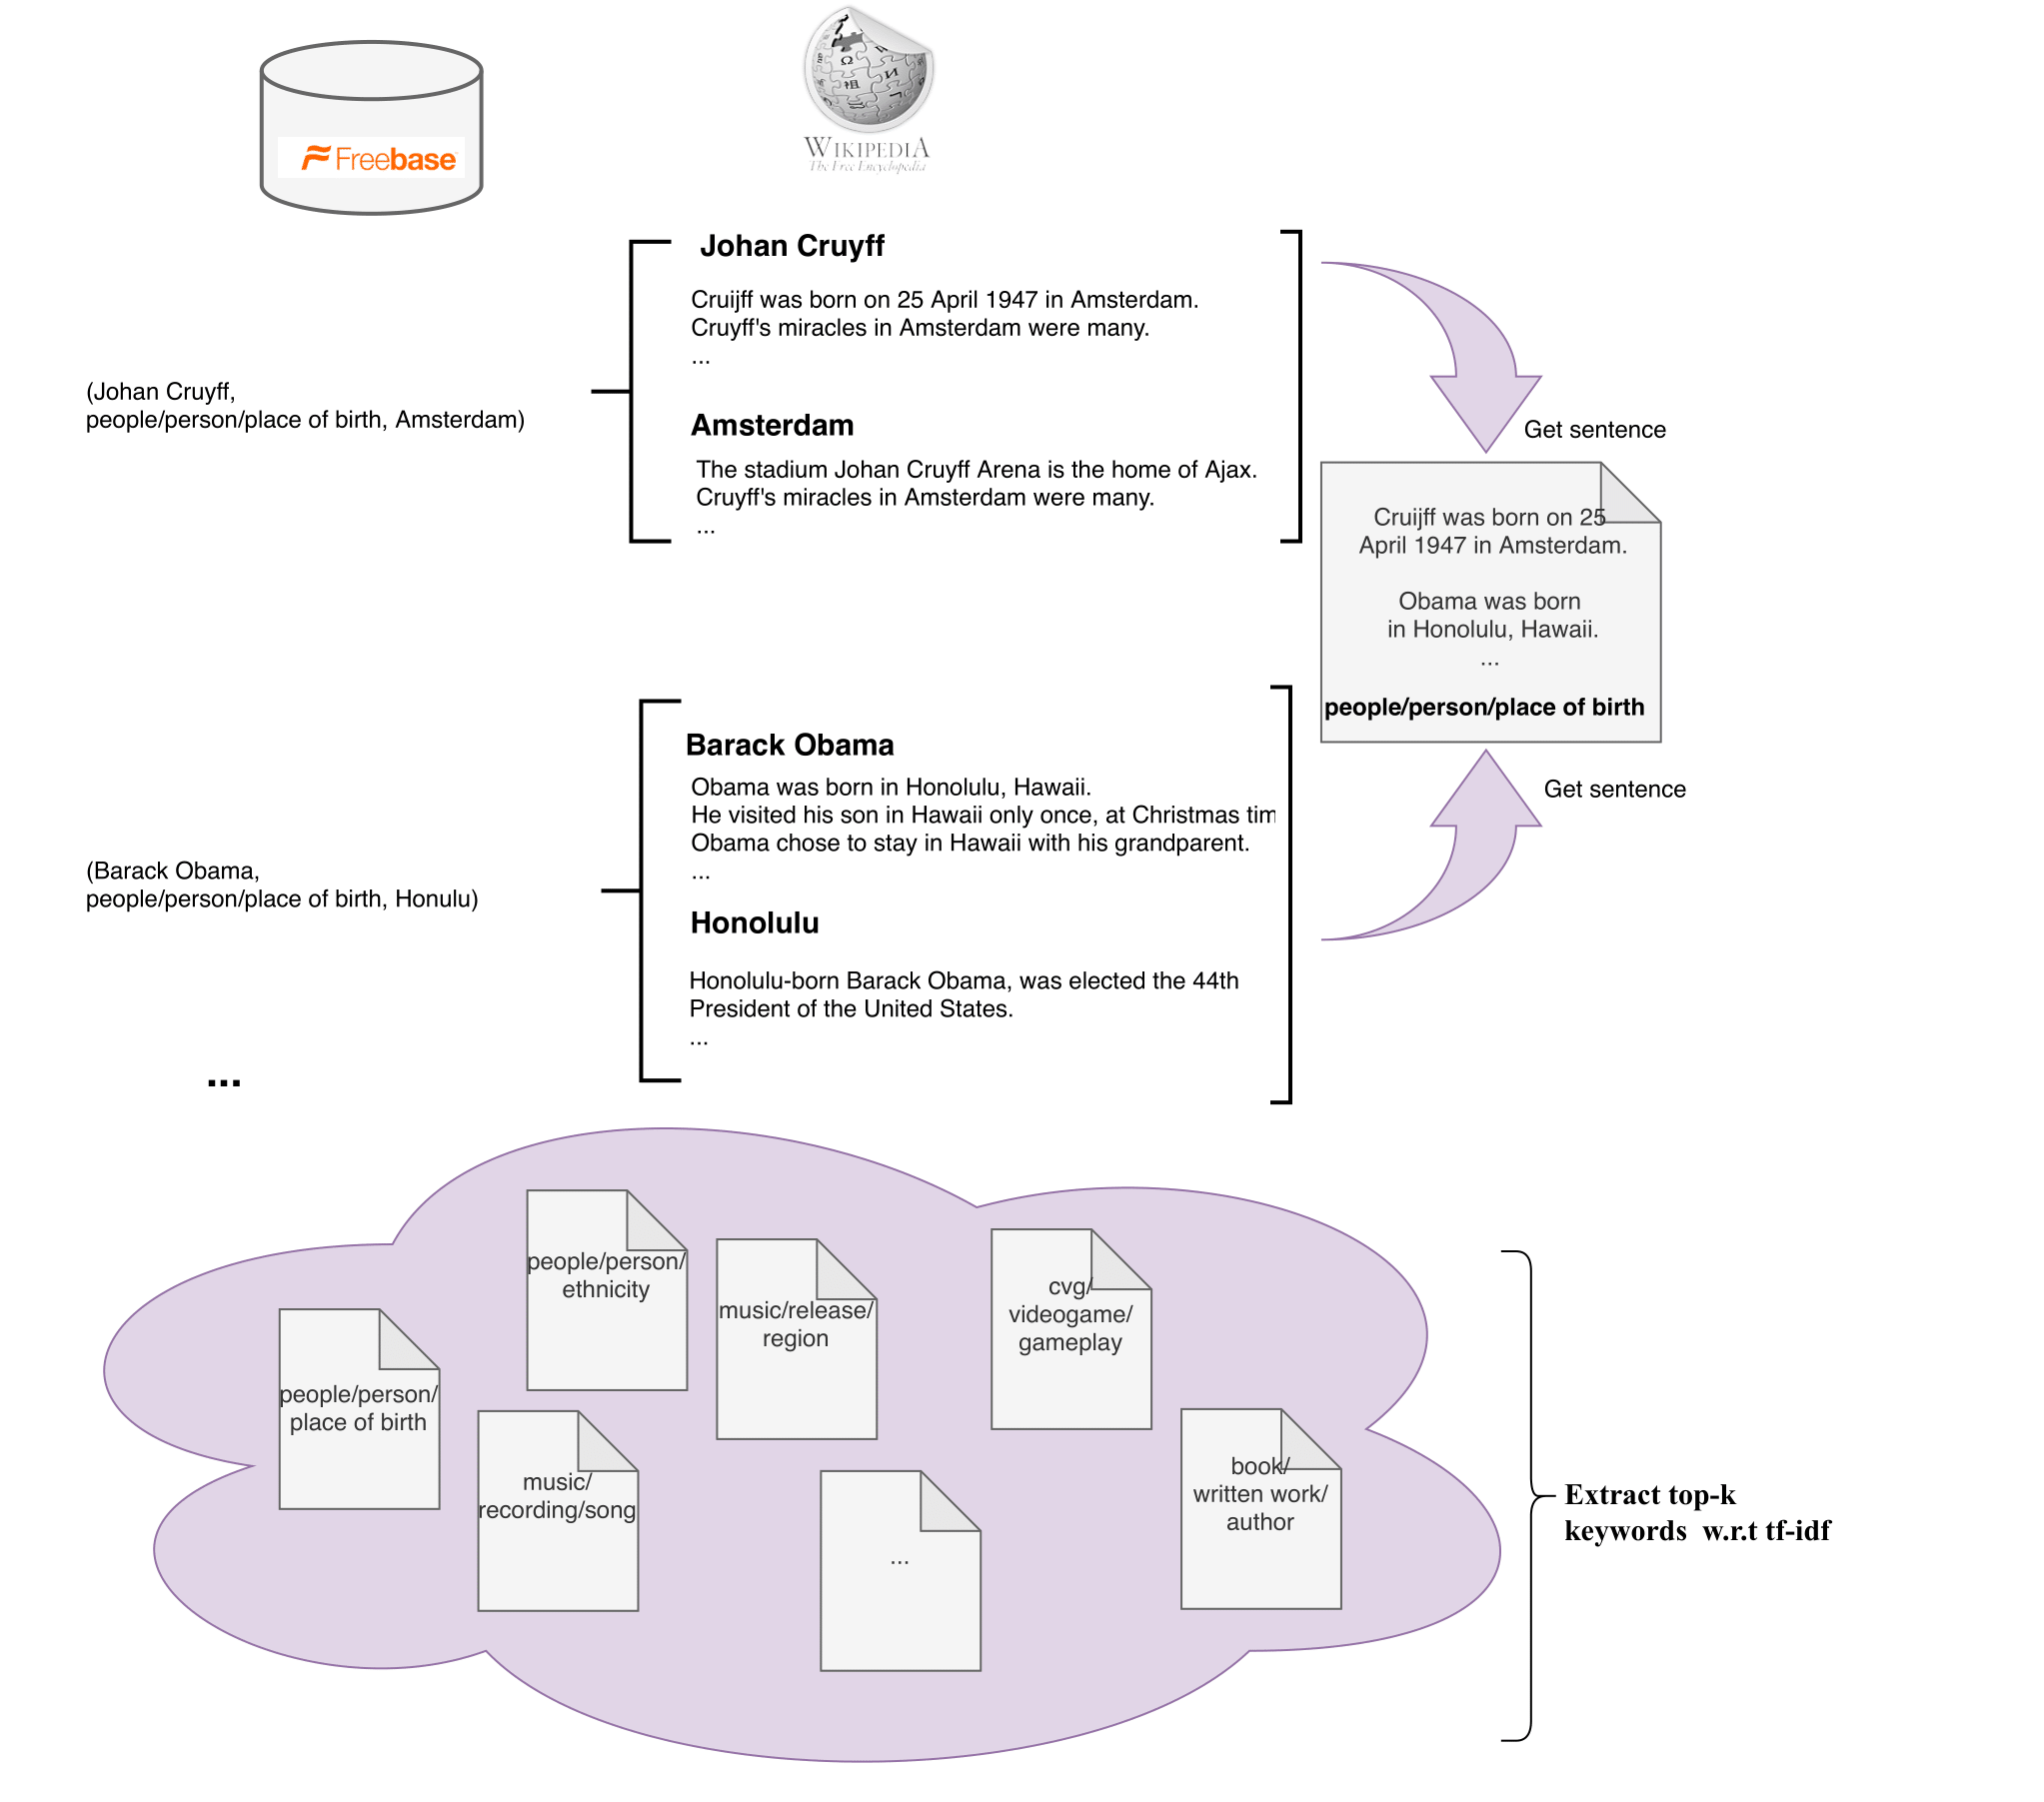 Freebase
WIKIPEDIA
The Free Encyclopedia
Johan Cruyff
Cruijff was born on 25 April 1947 in Amsterdam.
Cruyff's miracles in Amsterdam were many.
...
(Johan Cruyff,
people/person/place of birth, Amsterdam)
Amsterdam
The stadium Johan Cruyff Arena is the home of Ajax.
Cruyff's miracles in Amsterdam were many.
...
Get sentence
Cruijff was born on 25
April 1947 in Amsterdam.
Obama was born
in Honolulu, Hawaii.
...
people/person/place of birth
Get sentence
Barack Obama
Obama was born in Honolulu, Hawaii.
He visited his son in Hawaii only once, at Christmas tim
Obama chose to stay in Hawaii with his grandparent.
...
(Barack Obama,
people/person/place of birth, Honulu)
Honolulu
Honolulu-born Barack Obama, was elected the 44th
President of the United States.
...
...
people/person/
ethnicity
music/release/
region
cvg/
videogame/
gameplay
people/person/
place of birth
music/
recording/song
...
book/
written work/
author
Extract top-k
keywords w.r.t tf-idf